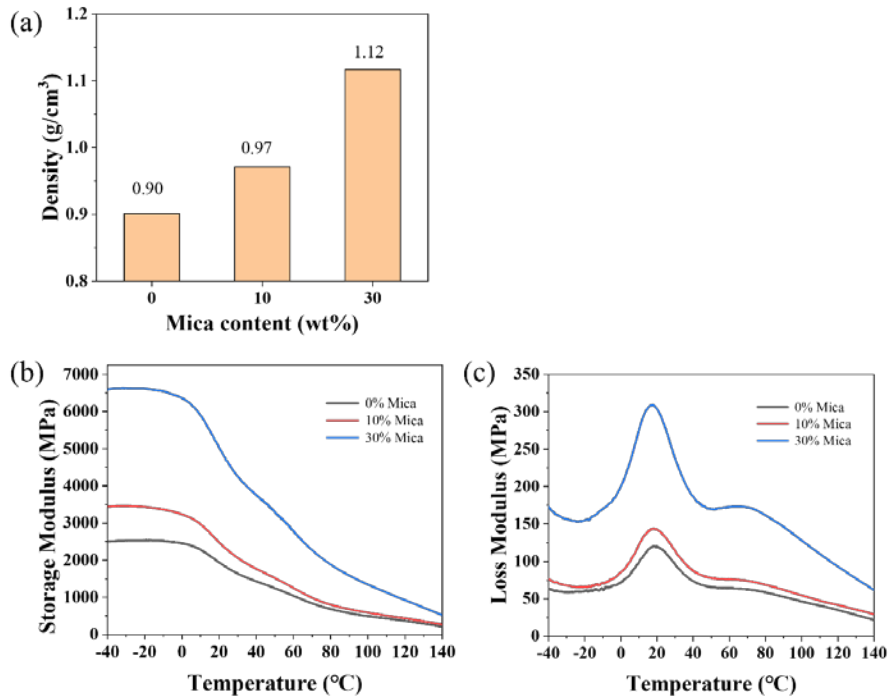 (a)
1.2
1.1
1.0
0.9
0.8
Density (g/cm³)
0.90
0.97
1.12
0
10
30
Mica content (wt%)
(b)
7000
6000
5000
4000
3000
2000
1000
0
Storage Modulus (MPa)
0% Mica
10% Mica
30% Mica
-40 -20 0 20 40 60 80 100 120 140
Temperature (℃)
(c)
350
300
250
200
150
100
50
0
Loss Modulus (MPa)
0% Mica
10% Mica
30% Mica
-40 -20 0 20 40 60 80 100 120 140
Temperature (℃)